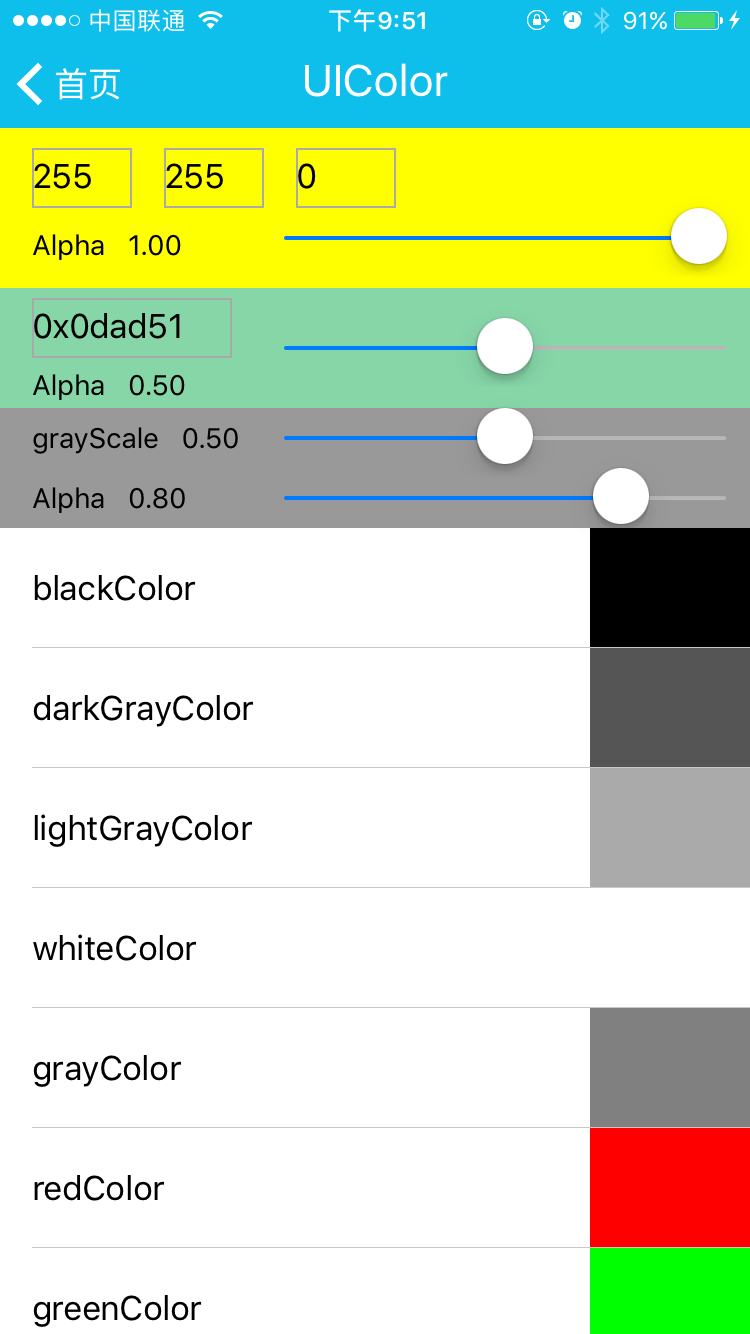 中国联通 下午9:51 91%
首页 UIColor
255 255 0
Alpha 1.00
0x0dad51
Alpha 0.50
grayScale 0.50
Alpha 0.80
blackColor
darkGrayColor
lightGrayColor
whiteColor
grayColor
redColor
greenColor